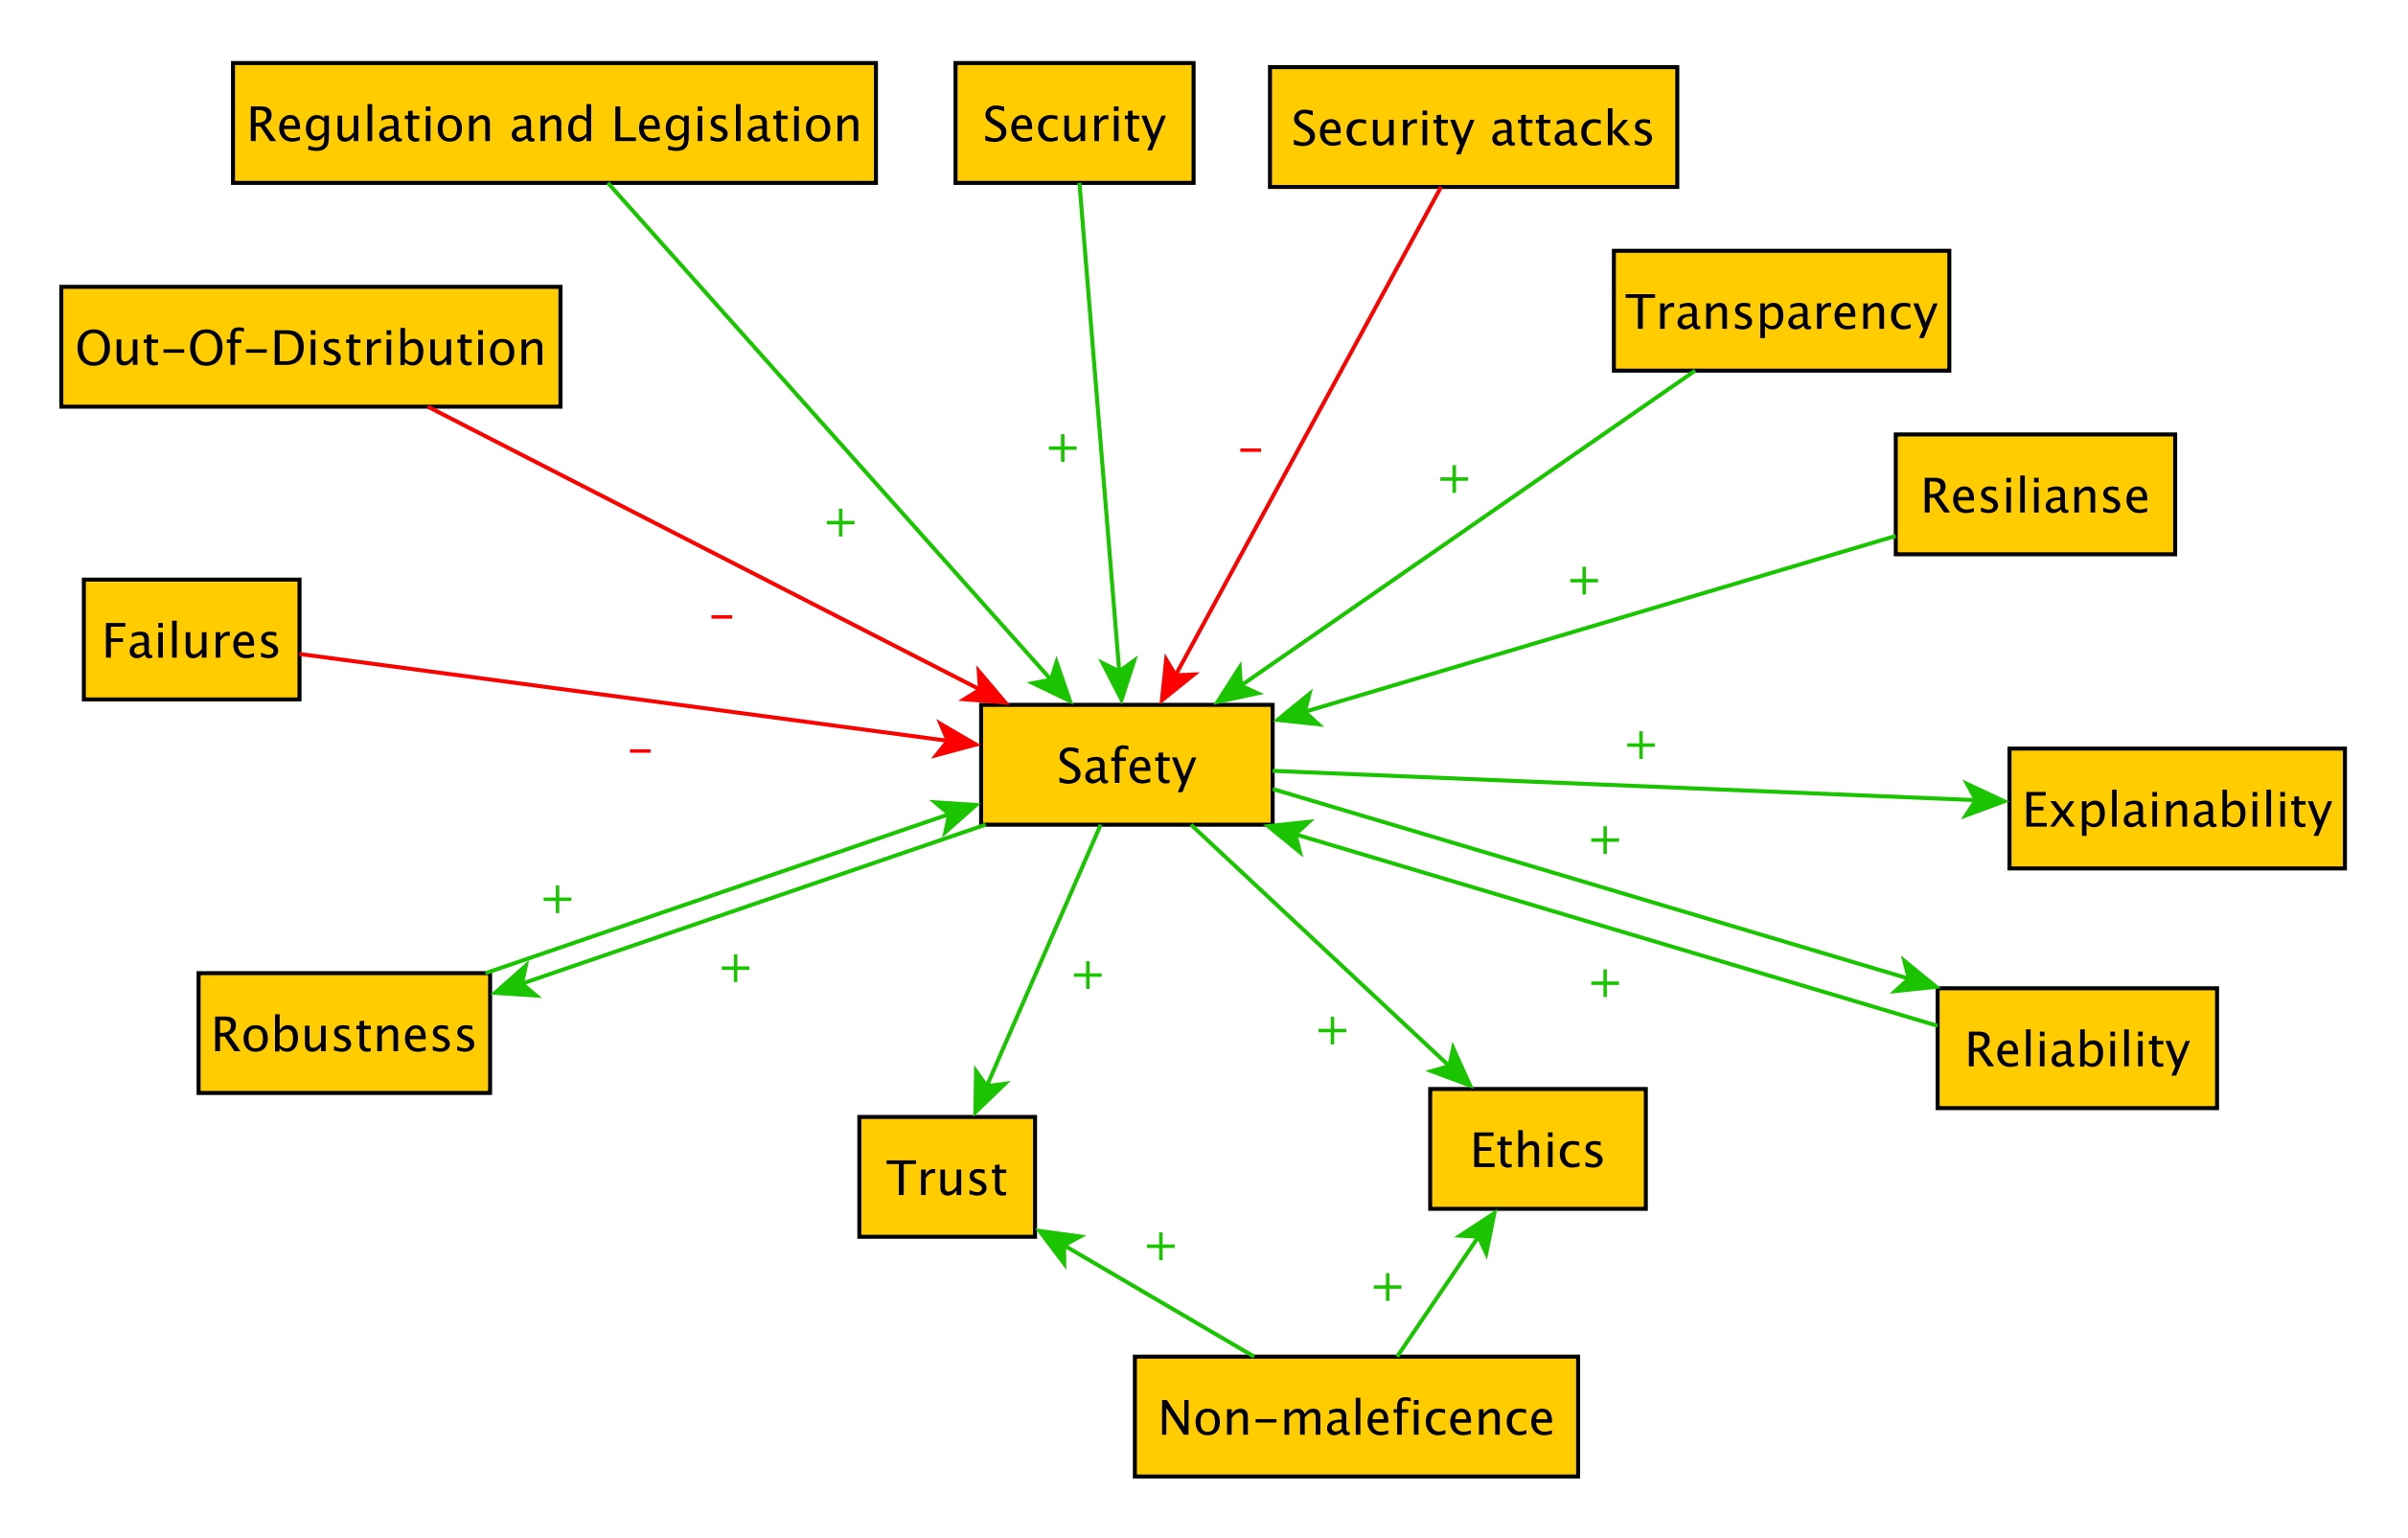 Regulation and Legislation
Security
Security attacks
Transparency
Out-Of-Distribution
Resilianse
+
-
+
+
+
Failures
-
-
Safety
+
Explainability
+
+
+
+
+
+
Robustness
Reliability
Trust
Ethics
+
+
Non-maleficence